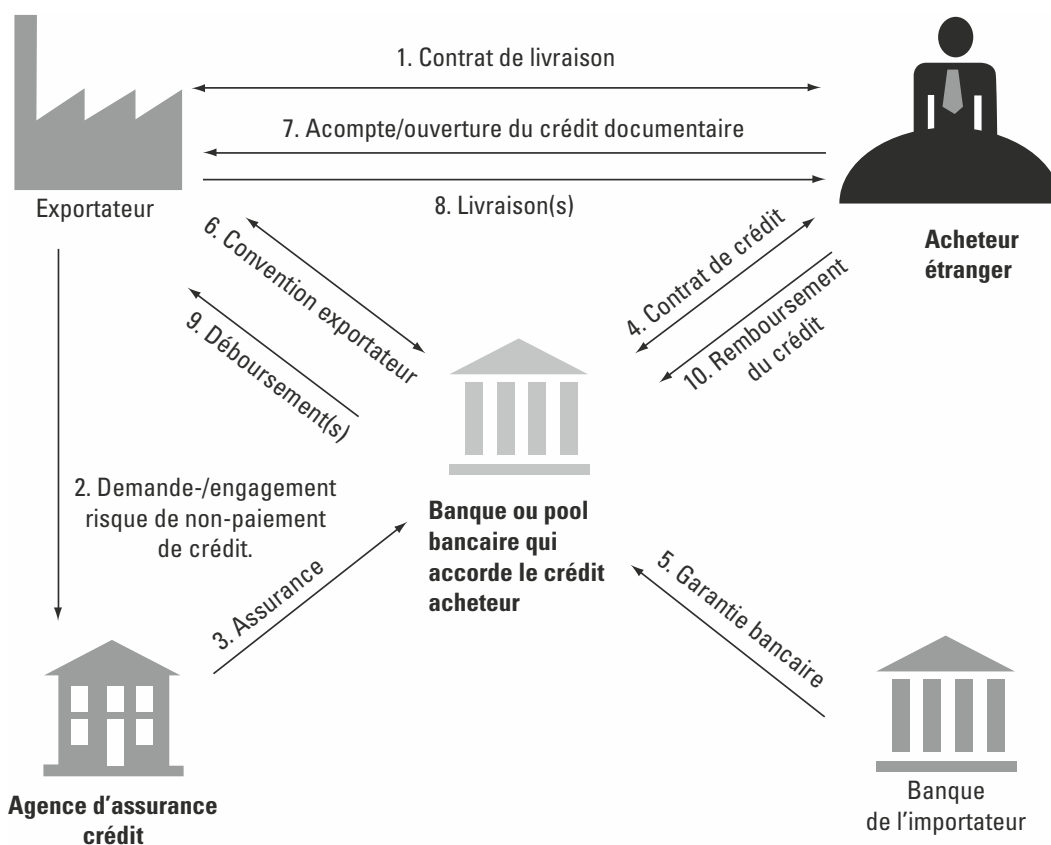 1. Contrat de livraison
7. Acompte/ouverture du crédit documentaire
8. Livraison(s)
Exportateur
Acheteur
étranger
6. Convention exportateur
9. Déboursement(s)
4. Contrat de crédit
10. Remboursement
du crédit
2. Demande-/engagement
risque de non-paiement
de crédit.
3. Assurance
Banque ou pool
bancaire qui
accorde le crédit
acheteur
5. Garantie bancaire
Agence d'assurance
crédit
Banque
de l'importateur